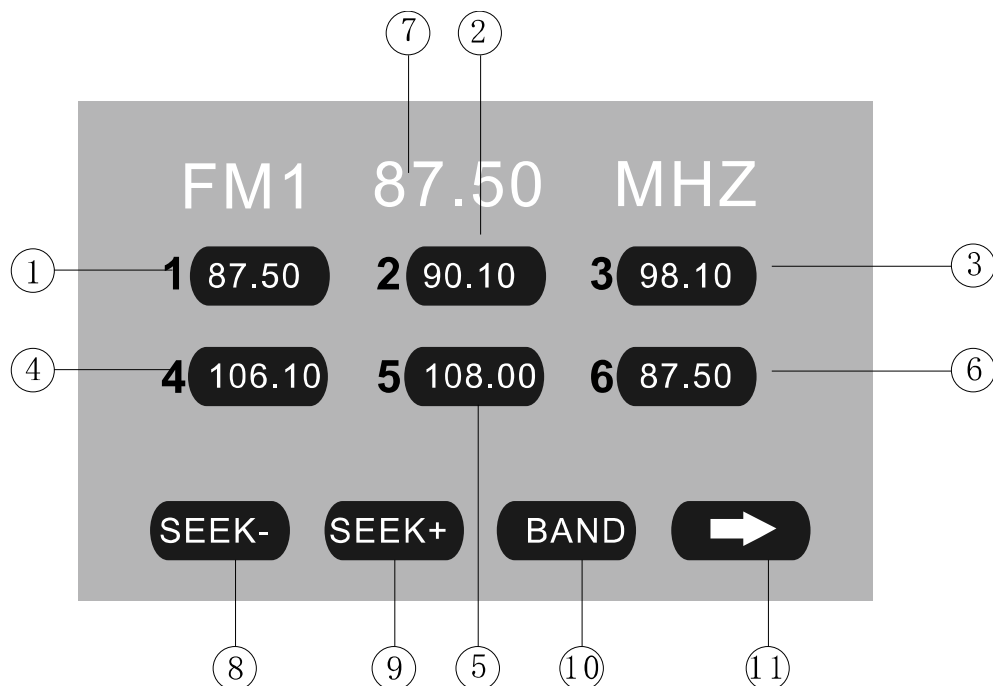 ⑦ ②
FM1 87.50 MHZ
① 1 87.50 2 90.10 3 98.10 ③
④ 4 106.10 5 108.00 6 87.50 ⑥
SEEK- SEEK+ BAND
⑧ ⑨ ⑤ ⑩ ⑪